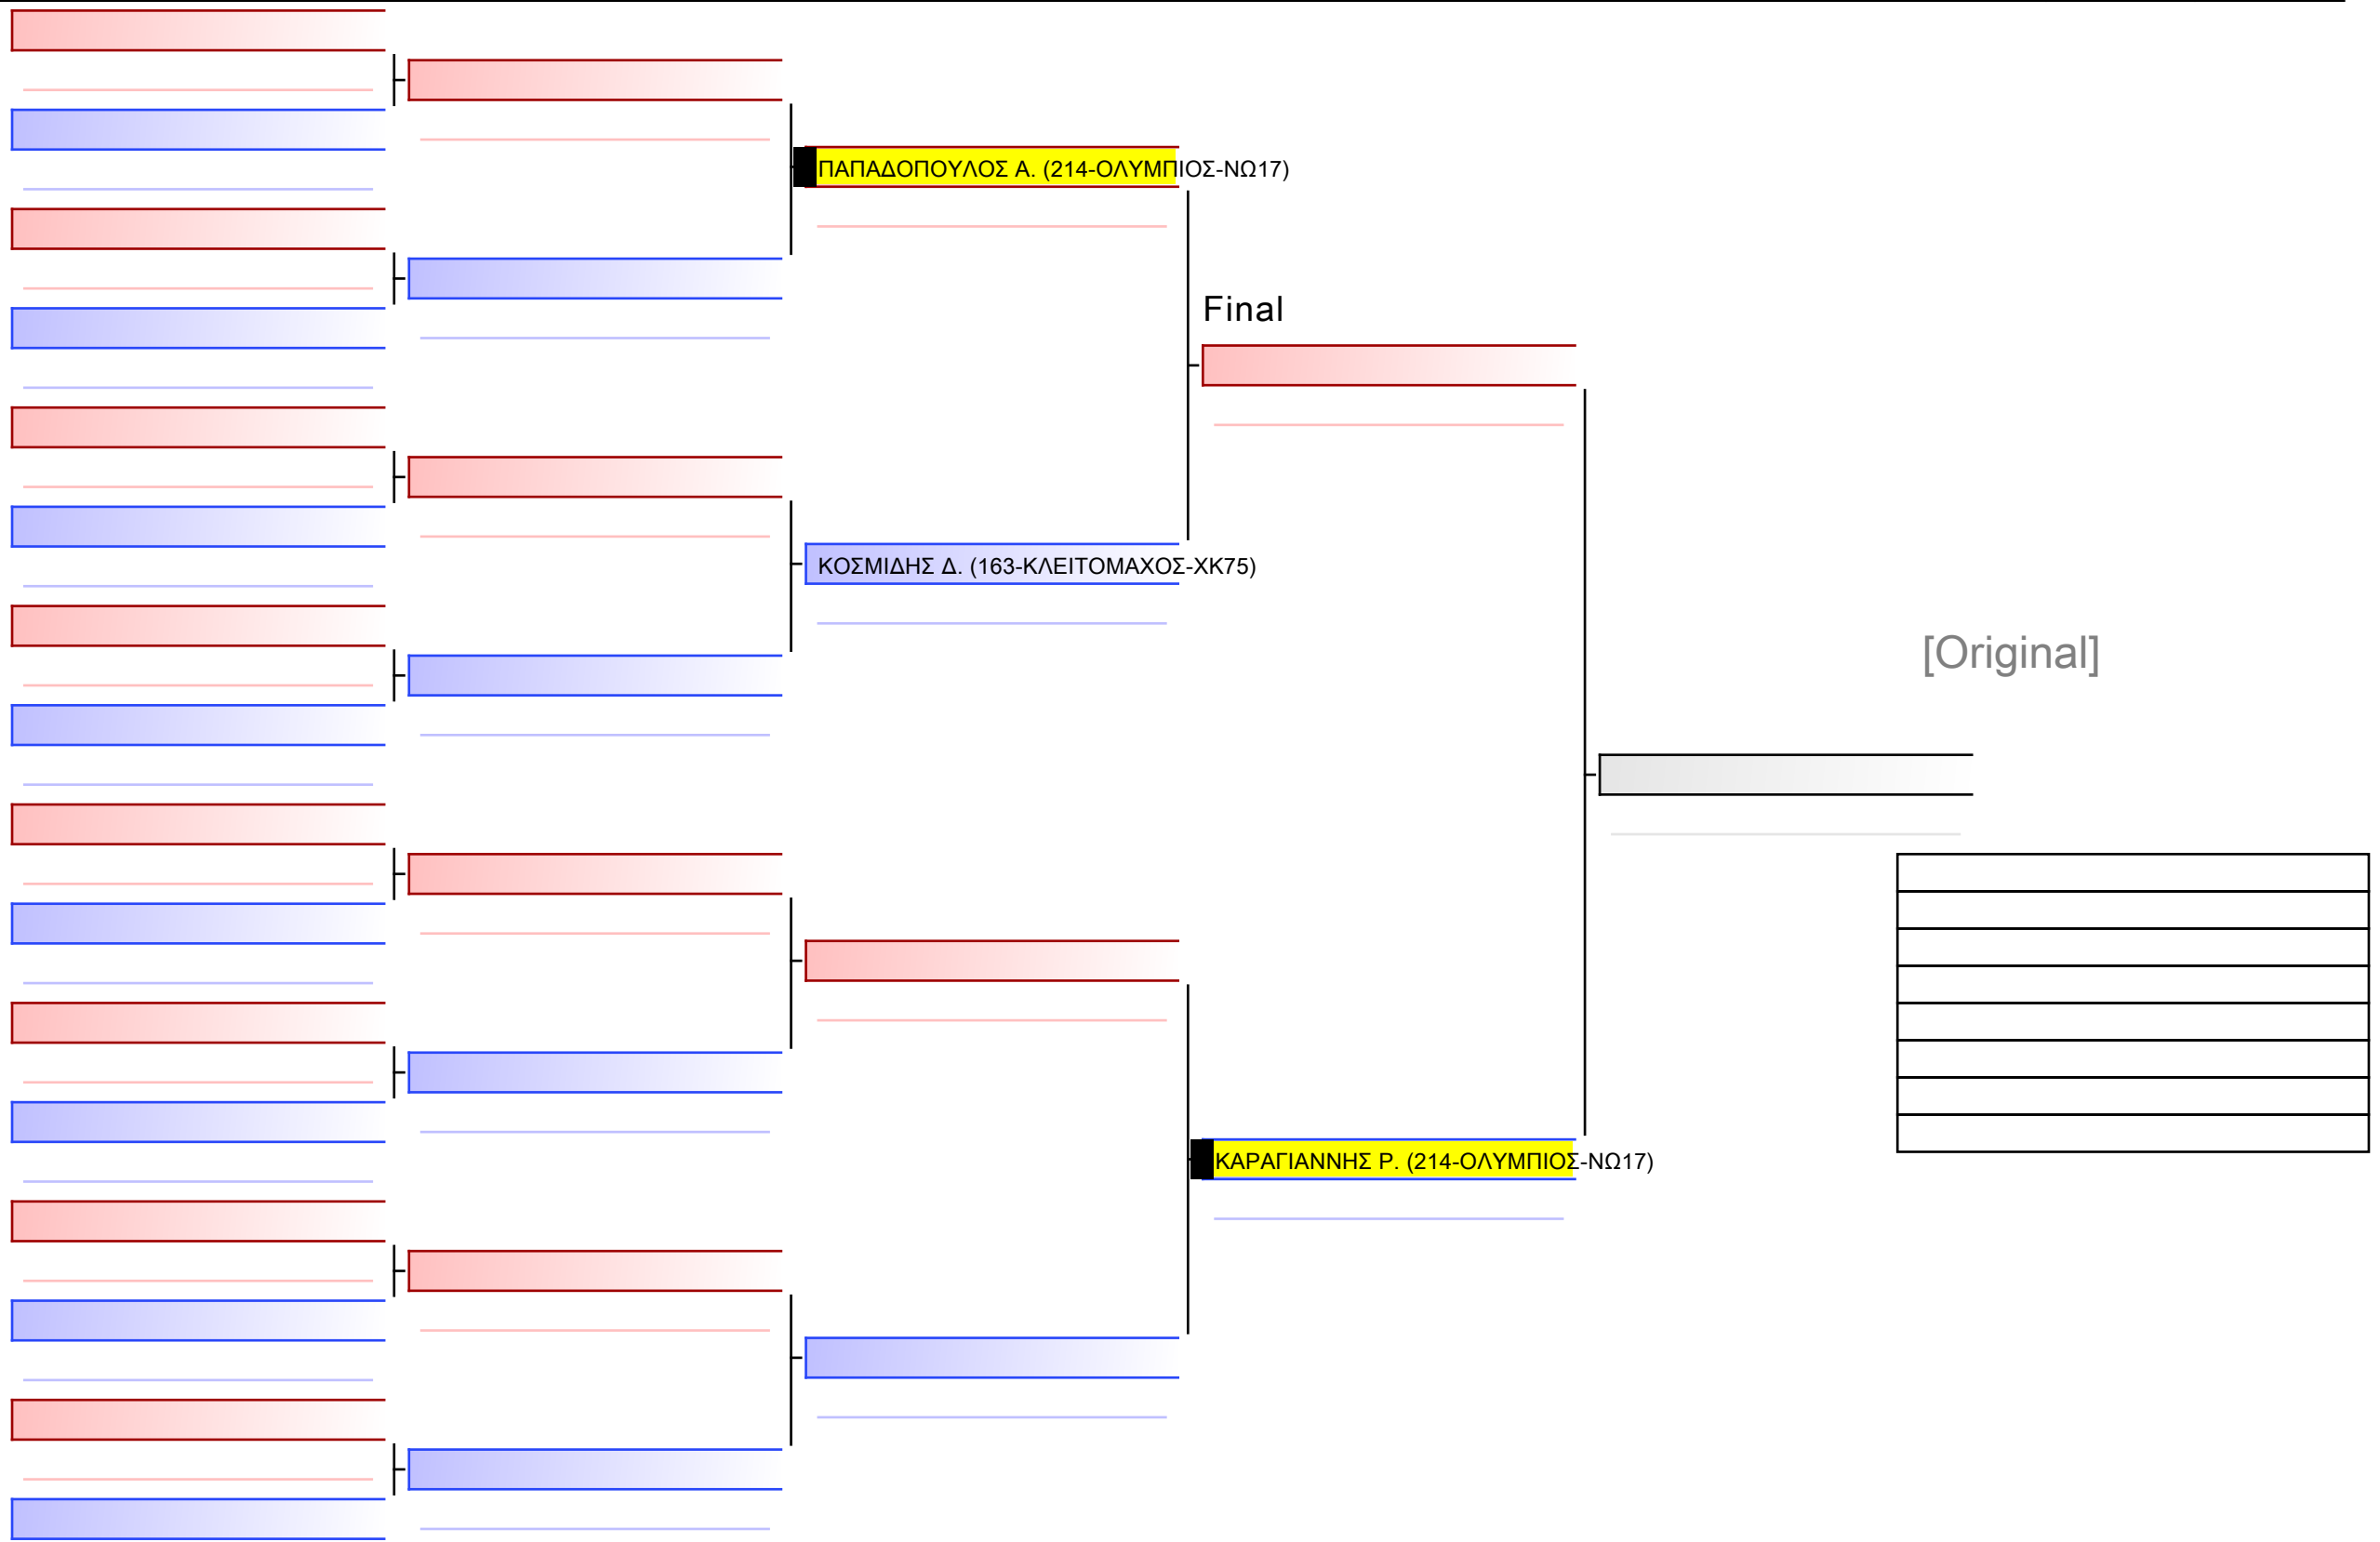 ΠΑΠΑΔΟΠΟΥΛΟΣ Α. (214-ΟΛΥΜΠΙΟΣ-ΝΩ17)
Final
ΚΟΣΜΙΔΗΣ Δ. (163-ΚΛΕΙΤΟΜΑΧΟΣ-ΧΚ75)
[Original]
ΚΑΡΑΓΙΑΝΝΗΣ Ρ. (214-ΟΛΥΜΠΙΟΣ-ΝΩ17)